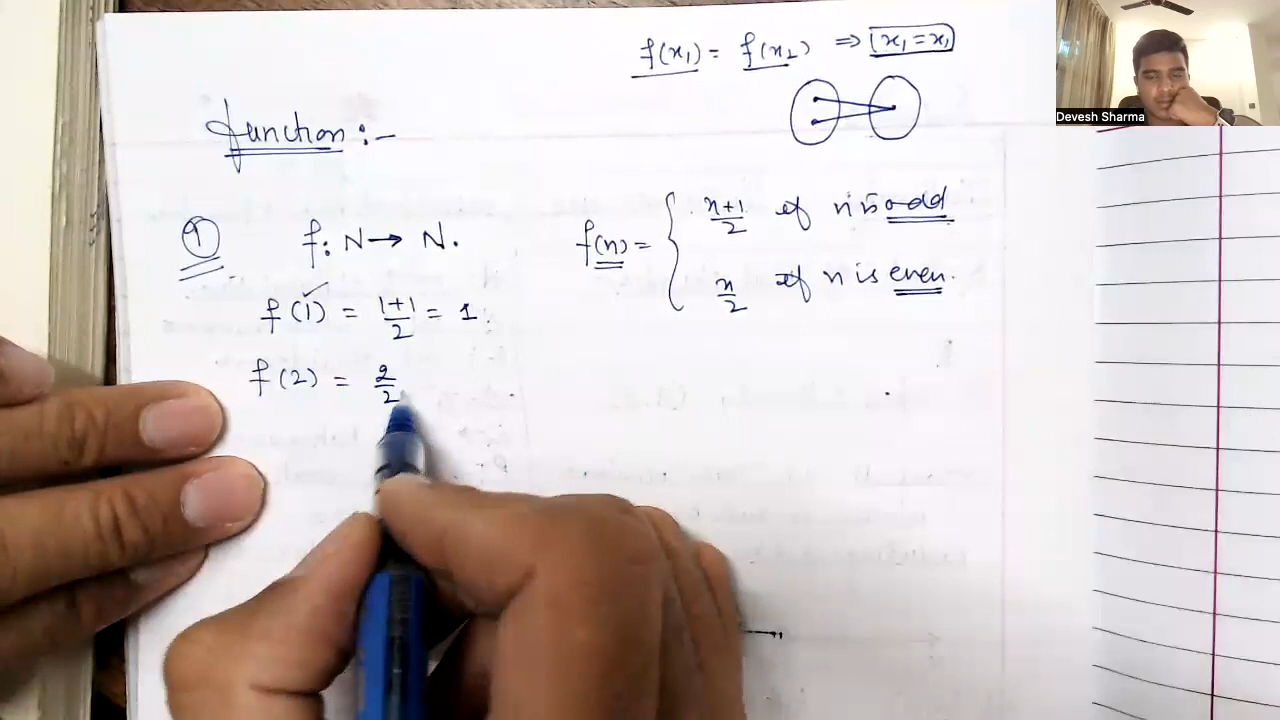 f(x₁) = f(x₂) ⇒ (x₁ = x₁)
Devesh Sharma
function :-
① f: N → N. f(n) = { n+1/2 if n is odd
n/2 if n is even.
f(1) = 1+1/2 = 1.
f(2) = 2/2